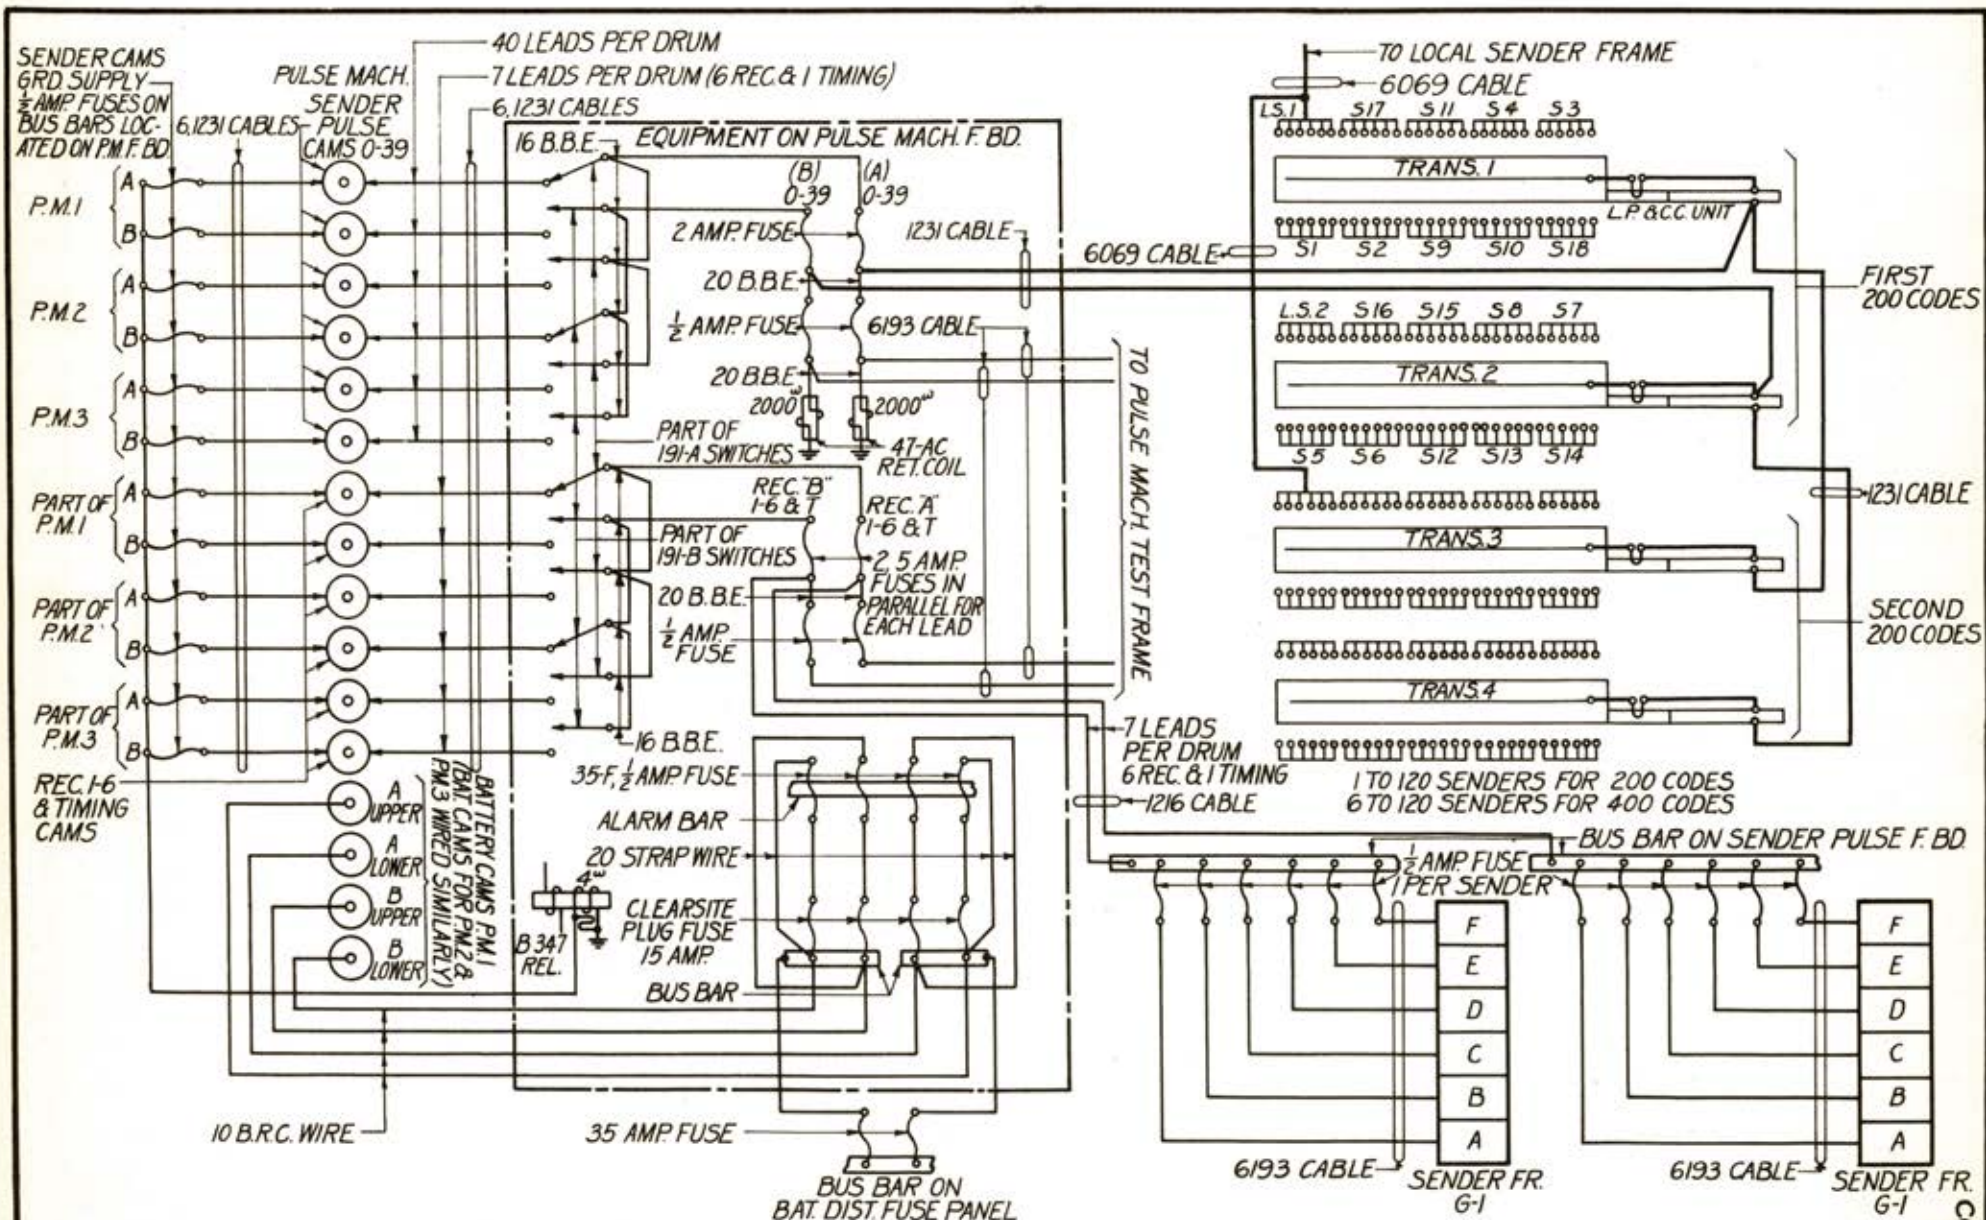 SENDER CAMS
GRD. SUPPLY
½ AMP. FUSES ON
BUS BARS LOC-
ATED ON P.M. F. BD.
6,1231 CABLES
PULSE MACH.
SENDER
PULSE
CAMS 0-39
40 LEADS PER DRUM
7 LEADS PER DRUM (6 REC. & 1 TIMING)
6,1231 CABLES
16 B.B.E.
EQUIPMENT ON PULSE MACH. F. BD.
P.M.1
A
B
P.M.2
A
B
P.M.3
A
B
PART OF
P.M.1
A
B
PART OF
P.M.2
A
B
PART OF
P.M.3
A
B
REC. 1-6
& TIMING
CAMS
A
UPPER
A
LOWER
B
UPPER
B
LOWER
BATTERY CAMS P.M.1
(BAT. CAMS FOR P.M.2 &
P.M.3 WIRED SIMILARLY)
10 B.R.C. WIRE
(B)
0-39
(A)
0-39
2 AMP. FUSE
20 B.B.E.
½ AMP. FUSE
20 B.B.E.
2000ω
2000ω
47-AC
RET. COIL
PART OF
191-A SWITCHES
REC. "B"
1-6 & T
REC. "A"
1-6 & T
PART OF
191-B SWITCHES
2, 5 AMP.
FUSES IN
PARALLEL FOR
EACH LEAD
20 B.B.E.
½ AMP.
FUSE
16 B.B.E.
35-F, ½ AMP. FUSE
ALARM BAR
20 STRAP WIRE
4ω
B 347
REL.
CLEARSITE
PLUG FUSE
15 AMP.
BUS BAR
35 AMP. FUSE
BUS BAR ON
BAT. DIST. FUSE PANEL
1231 CABLE
6193 CABLE
TO PULSE MACH. TEST FRAME
7 LEADS
PER DRUM
6 REC. & 1 TIMING
1216 CABLE
TO LOCAL SENDER FRAME
6069 CABLE
L.S.1 S17 S11 S4 S3
TRANS. 1
L.P. & C.C. UNIT
S1 S2 S9 S10 S18
6069 CABLE
L.S.2 S16 S15 S8 S7
TRANS. 2
S5 S6 S12 S13 S14
FIRST
200 CODES
1231 CABLE
TRANS. 3
SECOND
200 CODES
TRANS. 4
1 TO 120 SENDERS FOR 200 CODES
6 TO 120 SENDERS FOR 400 CODES
BUS BAR ON SENDER PULSE F. BD.
½ AMP. FUSE
1 PER SENDER
F
E
D
C
B
A
6193 CABLE
SENDER FR.
G-1
F
E
D
C
B
A
6193 CABLE
SENDER FR.
G-1